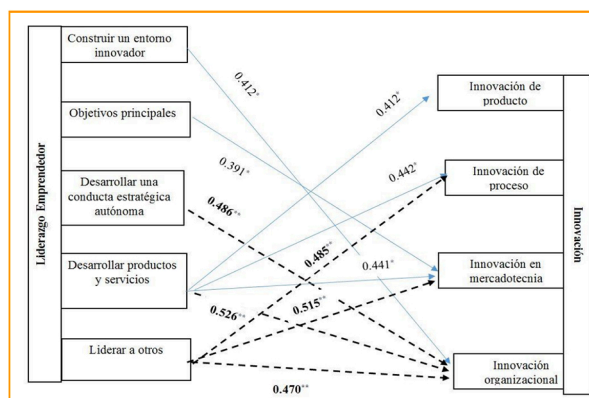 Liderazgo Emprendedor
Construir un entorno
innovador
Objetivos principales
Desarrollar una
conducta estratégica
autónoma
Desarrollar productos
y servicios
Liderar a otros
0.412*
0.391*
0.486**
0.526**
0.515**
0.485**
0.470**
0.412*
0.442*
0.441*
Innovación de
producto
Innovación de
proceso
Innovación en
mercadotecnia
Innovación
organizacional
Innovación